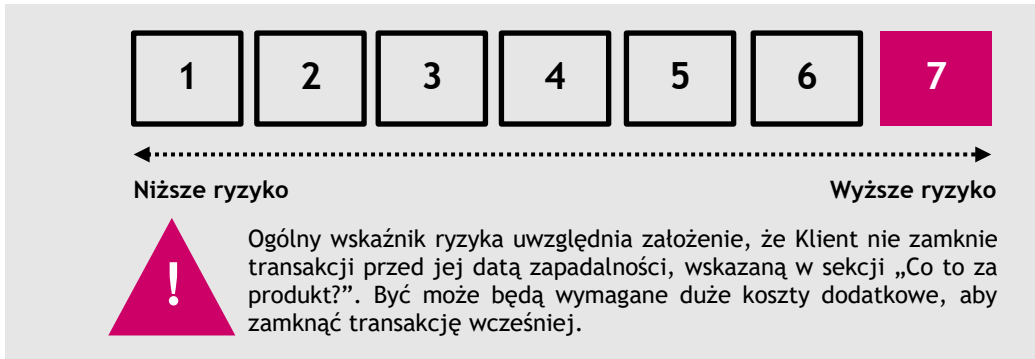 1 2 3 4 5 6 7
Niższe ryzyko Wyższe ryzyko
!
Ogólny wskaźnik ryzyka uwzględnia założenie, że Klient nie zamknie
transakcji przed jej datą zapadalności, wskazaną w sekcji „Co to za
produkt?”. Być może będą wymagane duże koszty dodatkowe, aby
zamknąć transakcję wcześniej.